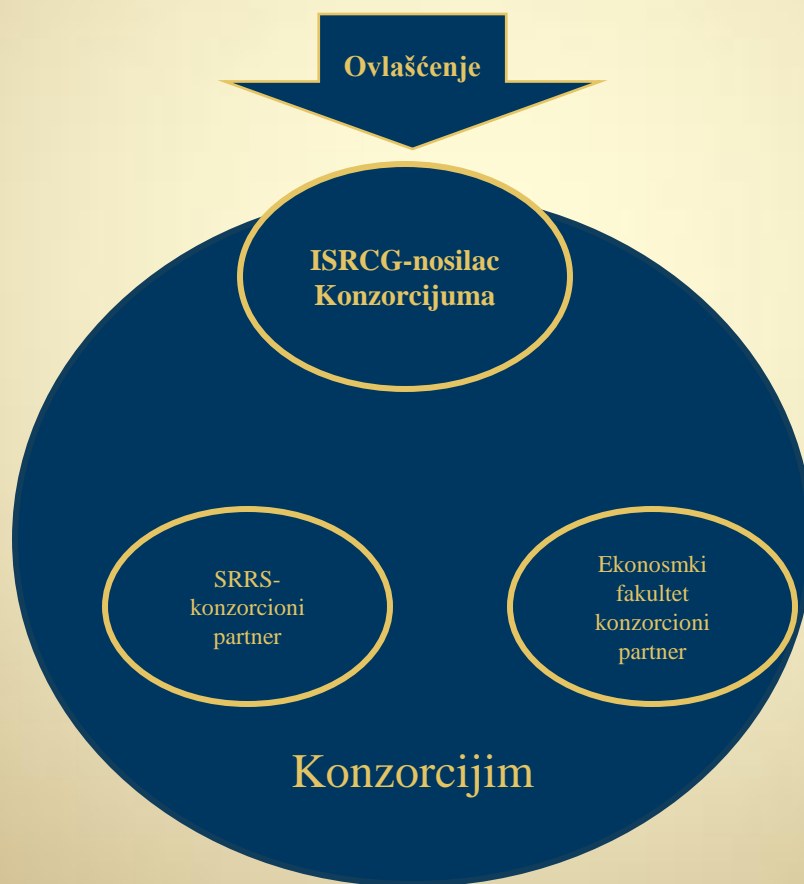 Ovlašćenje
ISRCG-nosilac
Konzorcijuma
SRRS-
konzorcioni
partner
Ekonosmki
fakultet
konzorcioni
partner
Konzorcijim